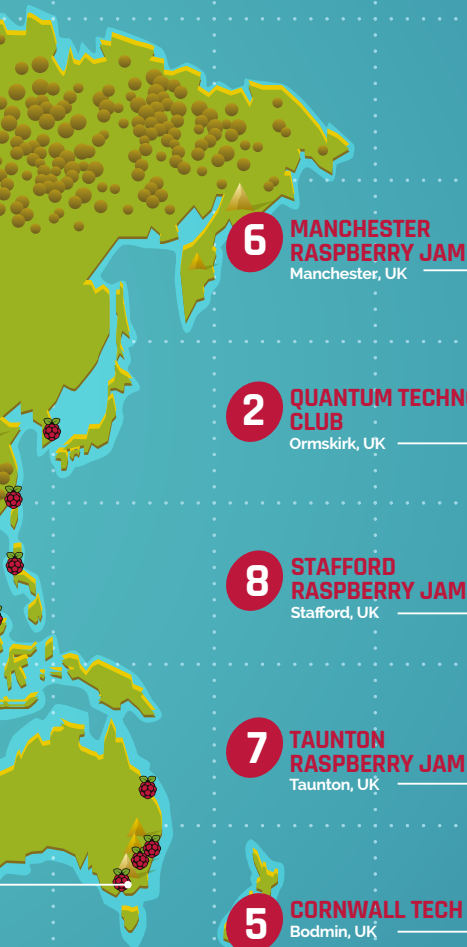 6
MANCHESTER
RASPBERRY JAM
Manchester, UK
2
QUANTUM TECHNO
CLUB
Ormskirk, UK
8
STAFFORD
RASPBERRY JAM
Stafford, UK
7
TAUNTON
RASPBERRY JAM
Taunton, UK
5
CORNWALL TECH
Bodmin, UK